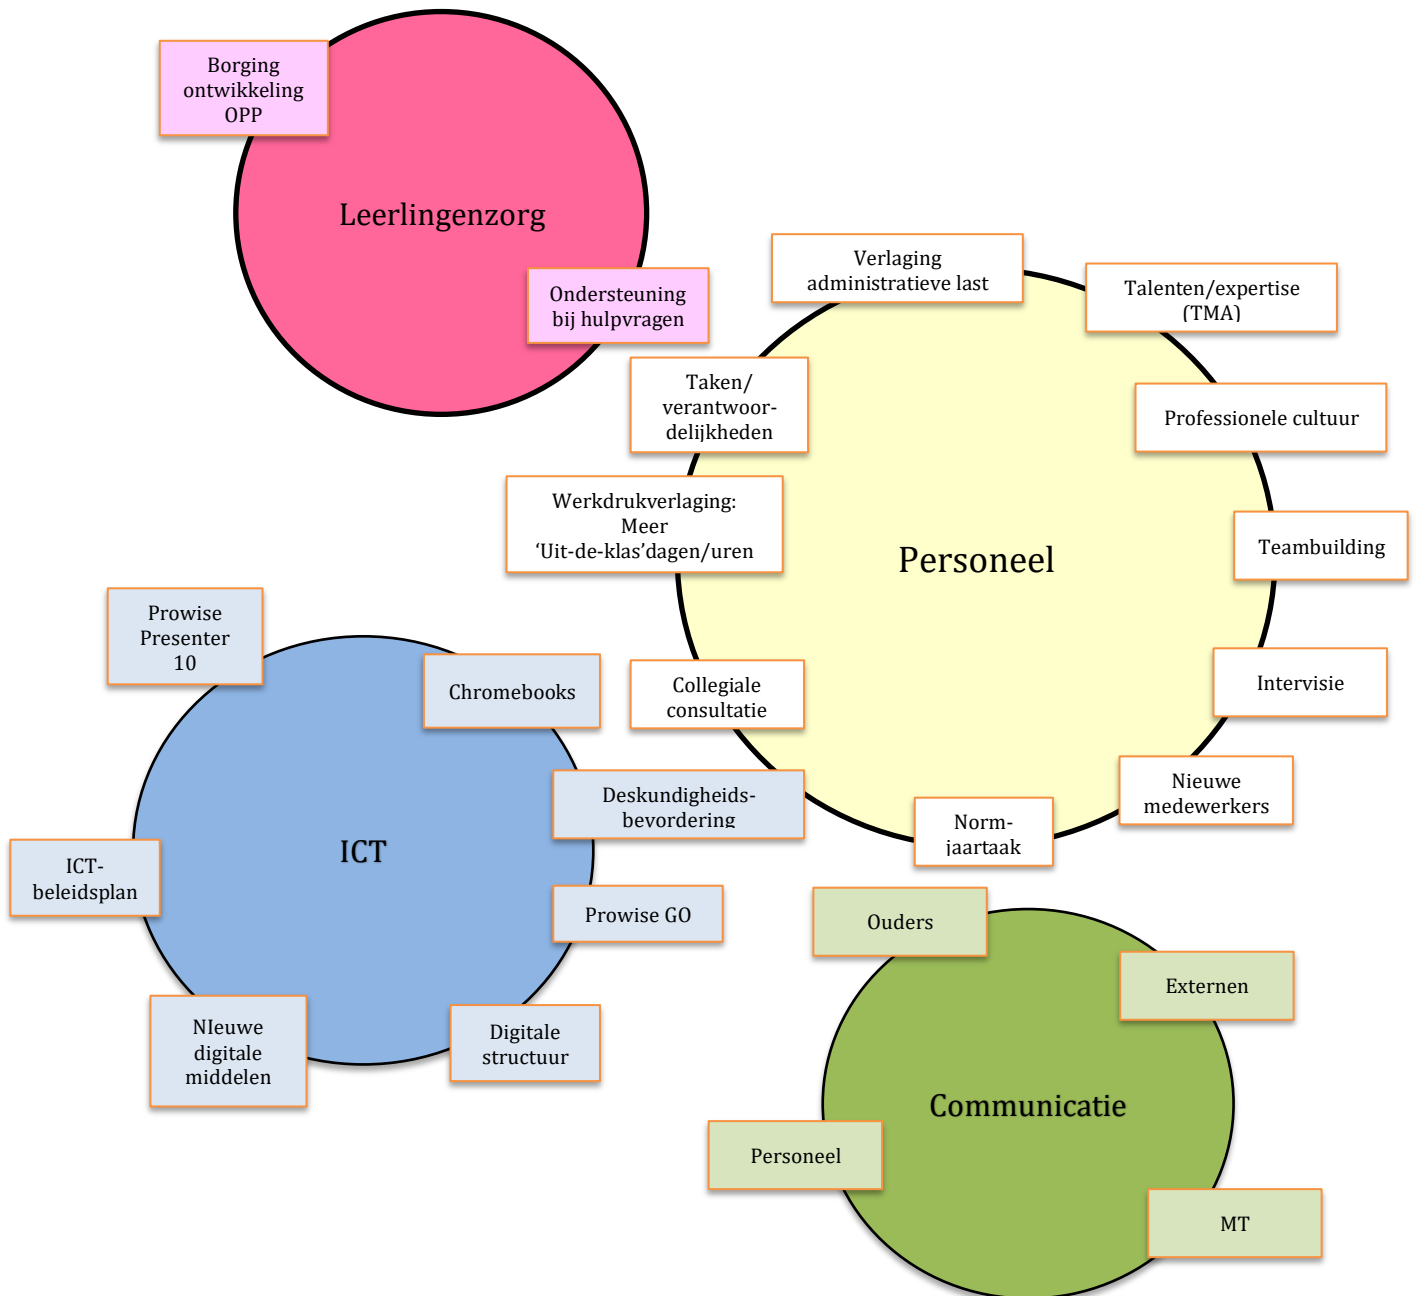 Borging
ontwikkeling
OPP
Leerlingenzorg
Ondersteuning
bij hulpvragen
Verlaging
administratieve last
Talenten/expertise
(TMA)
Taken/
verantwoor-
delijkheden
Professionele cultuur
Werkdrukverlaging:
Meer
‘Uit-de-klas’dagen/uren
Personeel
Teambuilding
Collegiale
consultatie
Intervisie
Nieuwe
medewerkers
Norm-
jaartaak
Prowise
Presenter
10
Chromebooks
Deskundigheids-
bevordering
ICT
ICT-
beleidsplan
Prowise GO
NIeuwe
digitale
middelen
Digitale
structuur
Ouders
Externen
Communicatie
Personeel
MT